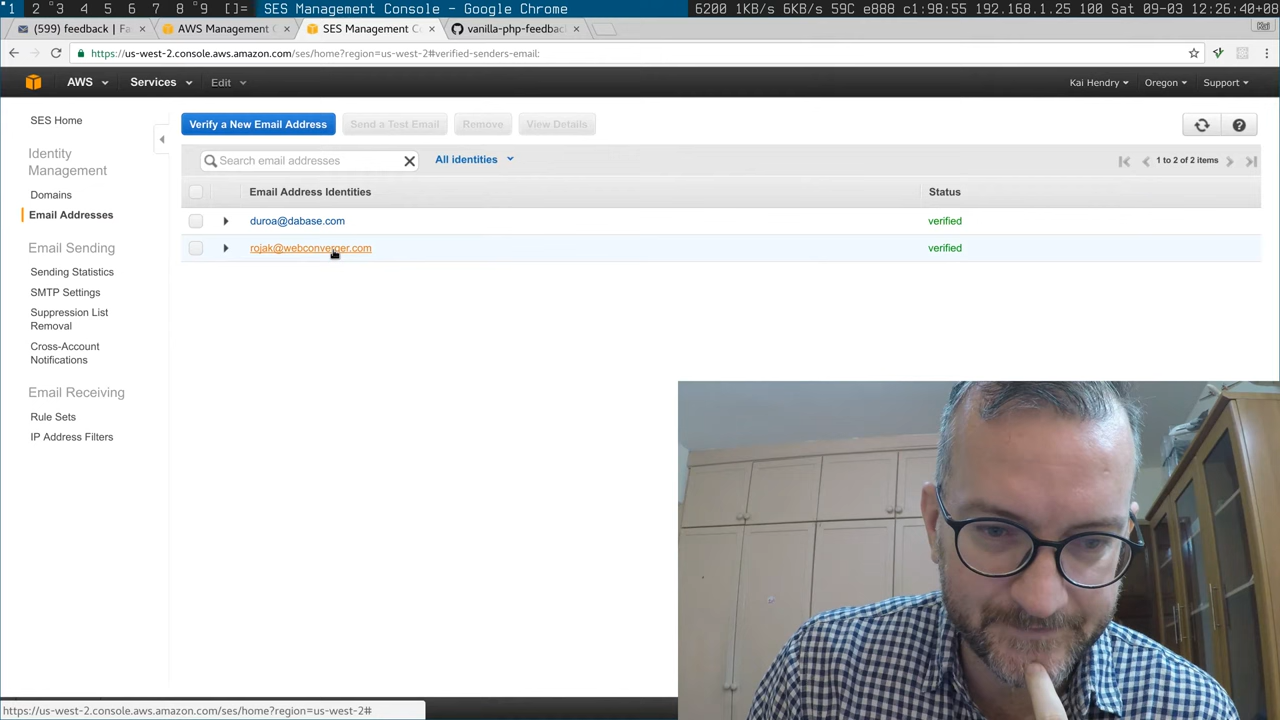 1 2 3 4 5 6 7 8 9 []= SES Management Console - Google Chrome 6200 1KB/s 6KB/s 59C e888 c1:98:55 192.168.1.25 100 Sat 09-03 12:26:40+08
(599) feedback | Fa × AWS Management C × SES Management Co × vanilla-php-feedbac × Kai
https://us-west-2.console.aws.amazon.com/ses/home?region=us-west-2#verified-senders-email:
AWS Services Edit Kai Hendry Oregon Support
SES Home
Identity
Management
Domains
Email Addresses
Email Sending
Sending Statistics
SMTP Settings
Suppression List
Removal
Cross-Account
Notifications
Email Receiving
Rule Sets
IP Address Filters
Verify a New Email Address Send a Test Email Remove View Details
Search email addresses All identities 1 to 2 of 2 items
Email Address Identities Status
duroa@dabase.com verified
rojak@webconverger.com verified
https://us-west-2.console.aws.amazon.com/ses/home?region=us-west-2#